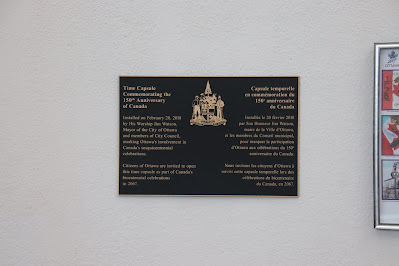 Time Capsule
Commemorating the
150th Anniversary
of Canada
Installed on February 20, 2018
by His Worship Jim Watson,
Mayor of the City of Ottawa
and members of City Council,
marking Ottawa's involvement in
Canada's sesquicentennial
celebrations.
Citizens of Ottawa are invited to open
this time capsule as part of Canada's
bicentennial celebrations
in 2067.
Capsule temporelle
en commémoration du
150e anniversaire
du Canada
Installée le 20 février 2018
par Son Honneur Jim Watson,
maire de la Ville d'Ottawa,
et les membres du Conseil municipal,
pour marquer la participation
d'Ottawa aux célébrations du 150e
anniversaire du Canada.
Nous invitons les citoyens d'Ottawa à
ouvrir cette capsule temporelle lors des
célébrations du bicentenaire
du Canada, en 2067.